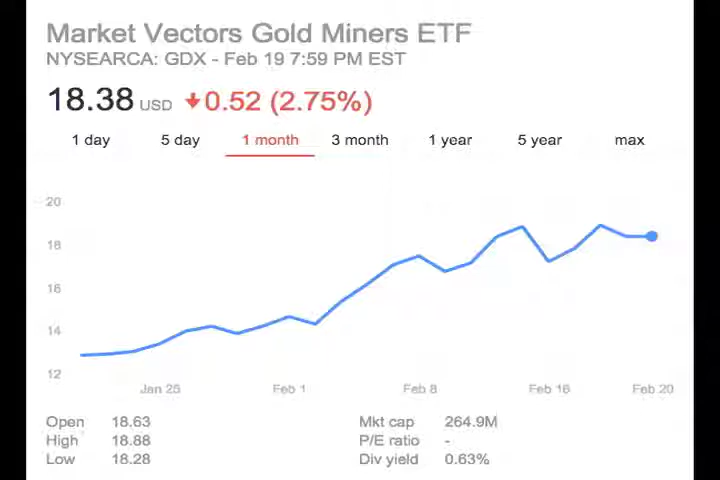 Market Vectors Gold Miners ETF
NYSEARCA: GDX - Feb 19 7:59 PM EST
18.38 USD 0.52 (2.75%)
1 day 5 day 1 month 3 month 1 year 5 year max
20
18
16
14
12
Jan 25 Feb 1 Feb 8 Feb 16 Feb 20
Open 18.63 Mkt cap 264.9M
High 18.88 P/E ratio -
Low 18.28 Div yield 0.63%